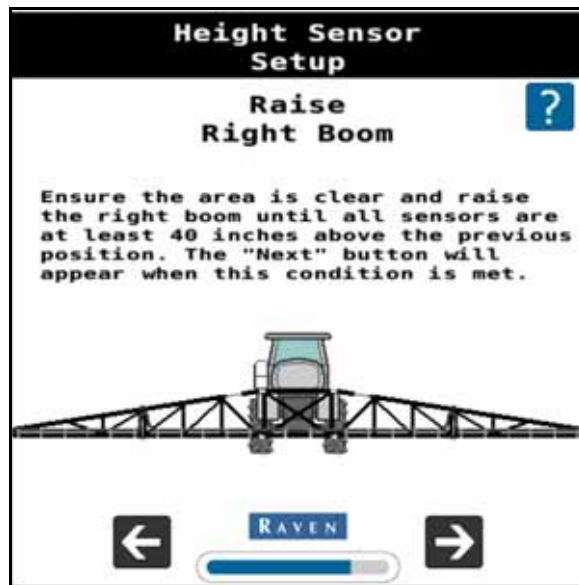 Height Sensor
Setup
Raise
Right Boom
?
Ensure the area is clear and raise
the right boom until all sensors are
at least 40 inches above the previous
position. The "Next" button will
appear when this condition is met.
RAVEN